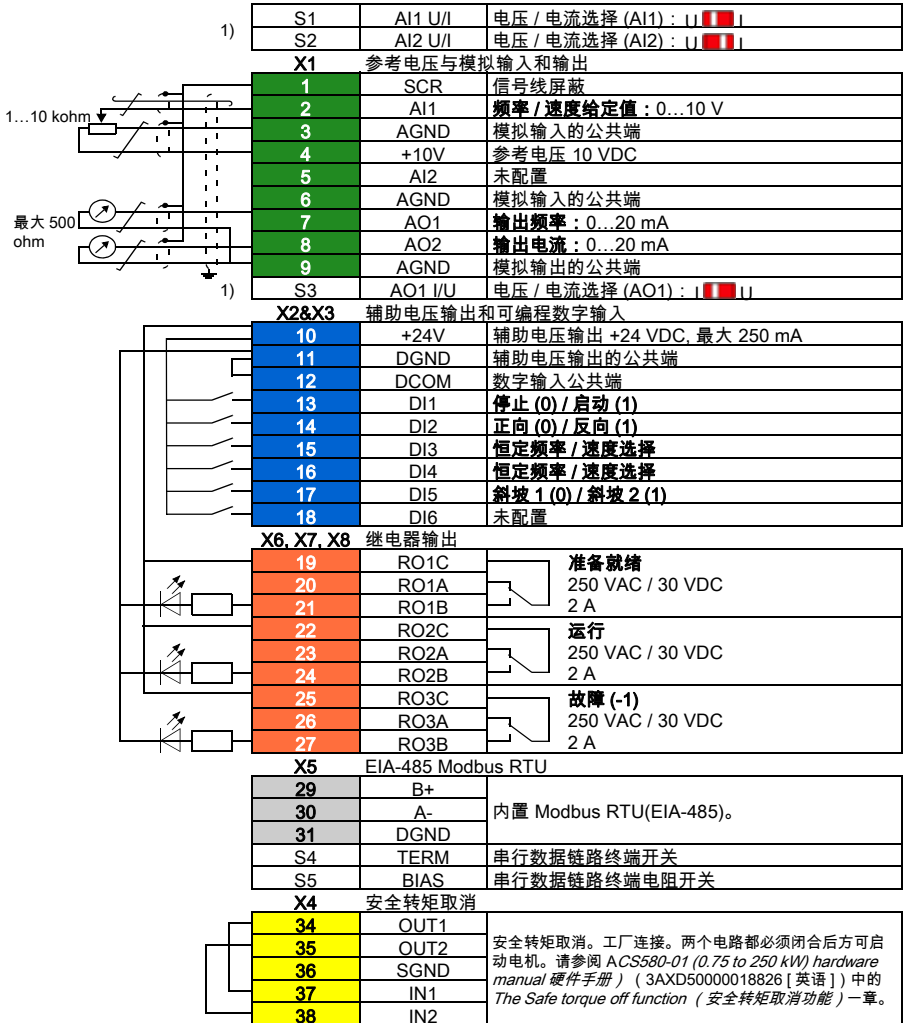 1)
S1 AI1 U/I 电压 / 电流选择 (AI1) : U I
S2 AI2 U/I 电压 / 电流选择 (AI2) : U I
X1 参考电压与模拟输入和输出
1 SCR 信号线屏蔽
1…10 kohm
2 AI1 频率 / 速度给定值 : 0…10 V
3 AGND 模拟输入的公共端
4 +10V 参考电压 10 VDC
5 AI2 未配置
6 AGND 模拟输入的公共端
最大 500
ohm
7 AO1 输出频率 : 0…20 mA
8 AO2 输出电流 : 0…20 mA
9 AGND 模拟输出的公共端
1) S3 AO1 I/U 电压 / 电流选择 (AO1) : I U
X2&X3 辅助电压输出和可编程数字输入
10 +24V 辅助电压输出 +24 VDC, 最大 250 mA
11 DGND 辅助电压输出的公共端
12 DCOM 数字输入公共端
13 DI1 停止 (0) / 启动 (1)
14 DI2 正向 (0) / 反向 (1)
15 DI3 恒定频率 / 速度选择
16 DI4 恒定频率 / 速度选择
17 DI5 斜坡 1 (0) / 斜坡 2 (1)
18 DI6 未配置
X6, X7, X8 继电器输出
19 RO1C 准备就绪
20 RO1A 250 VAC / 30 VDC
21 RO1B 2 A
22 RO2C 运行
23 RO2A 250 VAC / 30 VDC
24 RO2B 2 A
25 RO3C 故障 (-1)
26 RO3A 250 VAC / 30 VDC
27 RO3B 2 A
X5 EIA-485 Modbus RTU
29 B+
30 A- 内置 Modbus RTU(EIA-485)。
31 DGND
S4 TERM 串行数据链路终端开关
S5 BIAS 串行数据链路终端电阻开关
X4 安全转矩取消
34 OUT1
35 OUT2
36 SGND
37 IN1
38 IN2
安全转矩取消。工厂连接。两个电路都必须闭合后方可启
动电机。请参阅 ACS580-01 (0.75 to 250 kW) hardware
manual 硬件手册 ) ( 3AXD50000018826 [ 英语 ] ) 中的
The Safe torque off function ( 安全转矩取消功能 ) 一章。